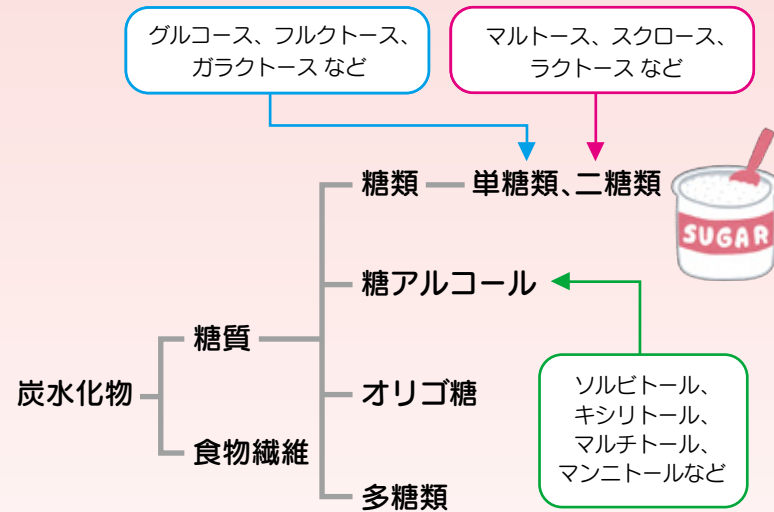 グルコース、フルクトース、
ガラクトース など
マルトース、スクロース、
ラクトース など
糖類
単糖類、二糖類
SUGAR
糖アルコール
糖質
炭水化物
オリゴ糖
食物繊維
多糖類
ソルビトール、
キシリトール、
マルチトール、
マンニトールなど